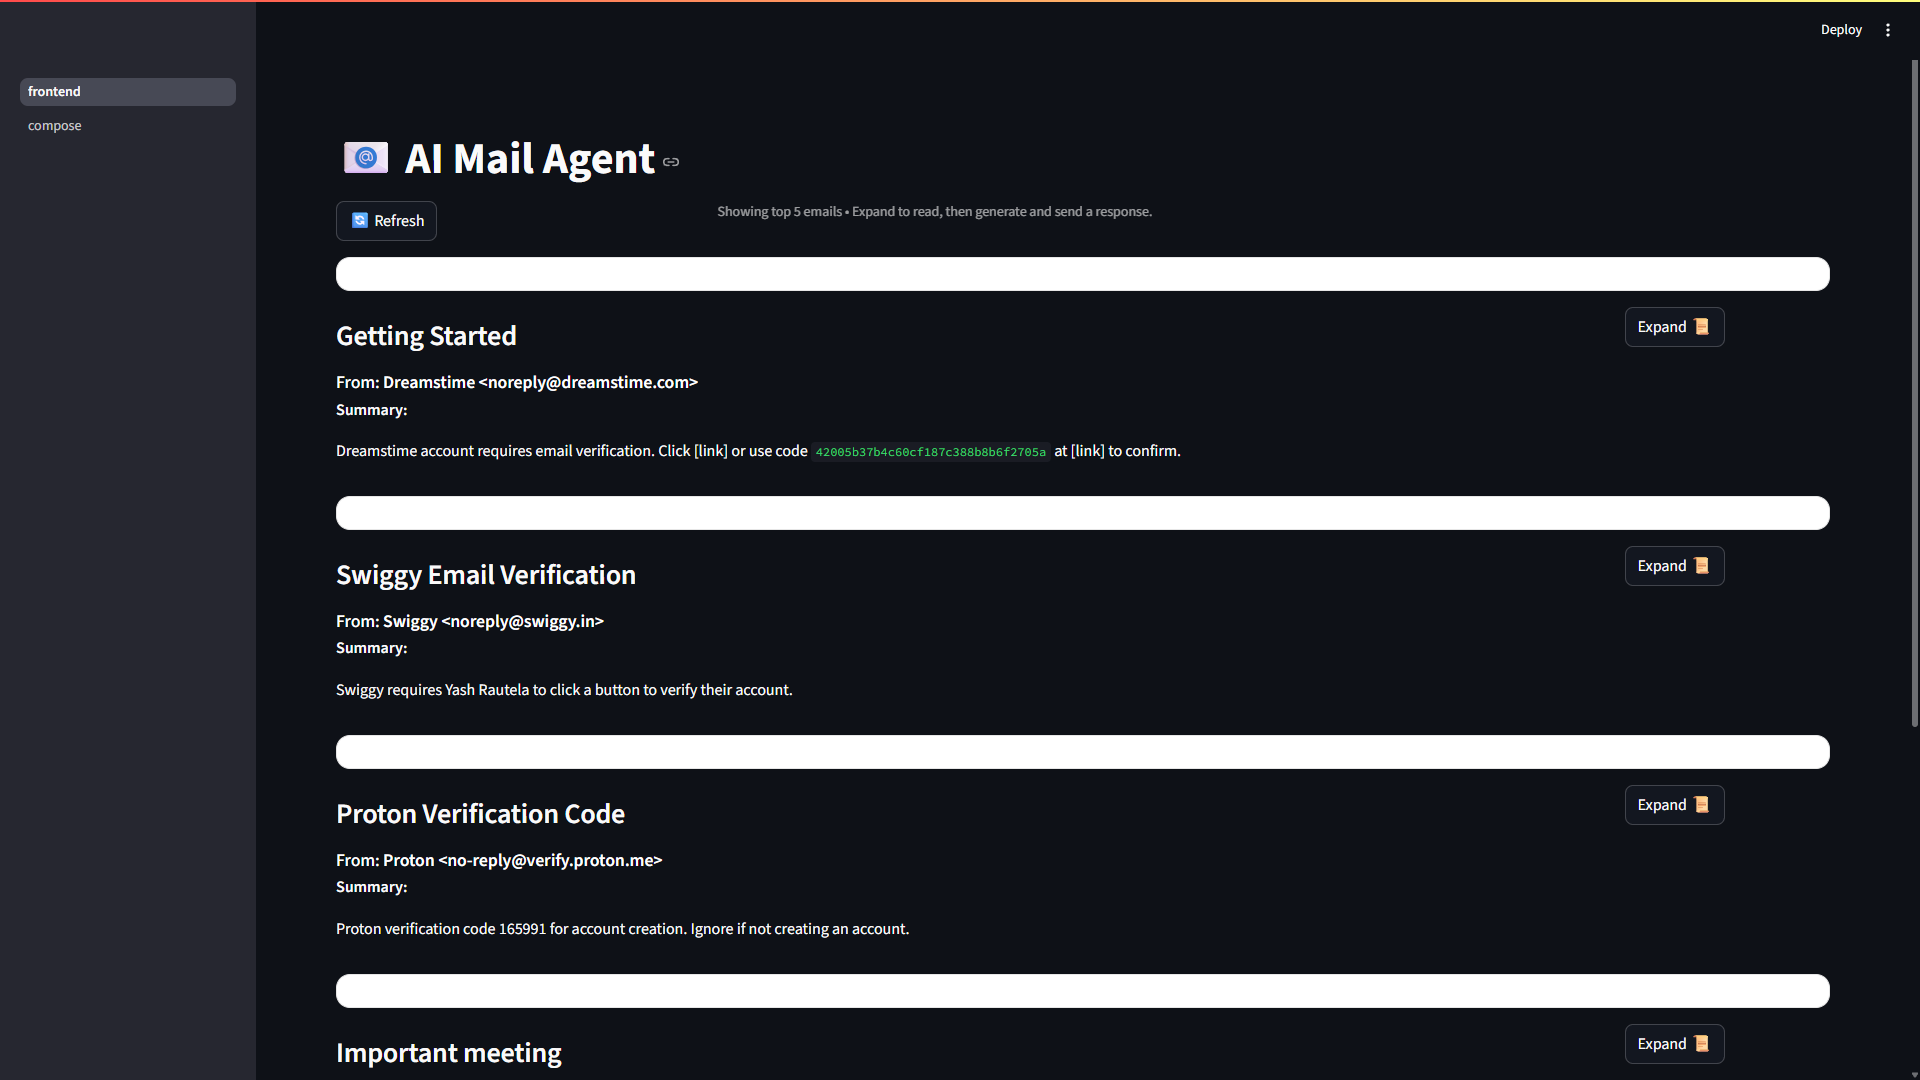 Deploy
frontend
compose
AI Mail Agent
Refresh
Showing top 5 emails • Expand to read, then generate and send a response.
Getting Started
Expand
From: Dreamstime <noreply@dreamstime.com>
Summary:
Dreamstime account requires email verification. Click [link] or use code 42005b37b4c60cf187c388b8b6f2705a at [link] to confirm.
Swiggy Email Verification
Expand
From: Swiggy <noreply@swiggy.in>
Summary:
Swiggy requires Yash Rautela to click a button to verify their account.
Proton Verification Code
Expand
From: Proton <no-reply@verify.proton.me>
Summary:
Proton verification code 165991 for account creation. Ignore if not creating an account.
Important meeting
Expand